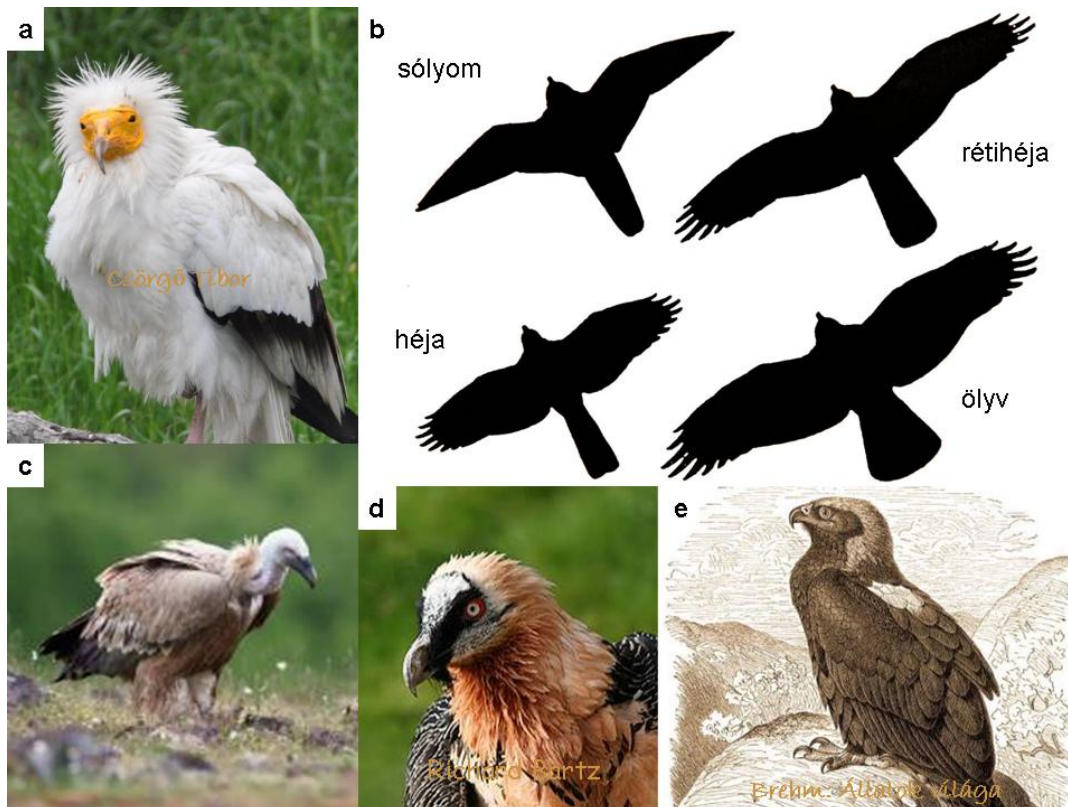 a
b
sólyom
rétihéja
Csörgő Tibor
héja
ölyv
c
d
e
Richard Bartz
Brehm: Állatok világa